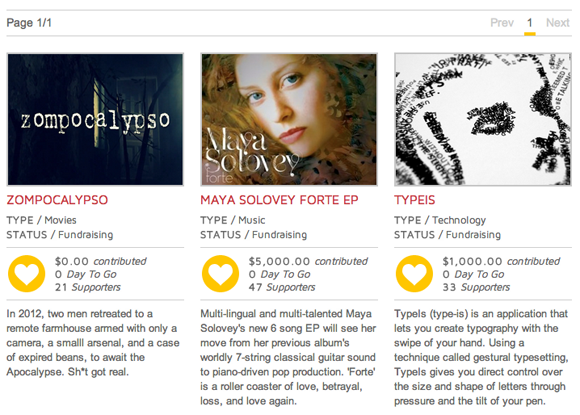 Page 1/1
Prev 1 Next
zompocalypso
Maya
Solovey
forte
ZOMPOCALYPSO
TYPE / Movies
STATUS / Fundraising
$0.00 contributed
0 Day To Go
21 Supporters
In 2012, two men retreated to a
remote farmhouse armed with only a
camera, a smalll arsenal, and a case
of expired beans, to await the
Apocalypse. Sh*t got real.
MAYA SOLOVEY FORTE EP
TYPE / Music
STATUS / Fundraising
$5,000.00 contributed
0 Day To Go
47 Supporters
Multi-lingual and multi-talented Maya
Solovey's new 6 song EP will see her
move from her previous album's
worldly 7-string classical guitar sound
to piano-driven pop production. 'Forte'
is a roller coaster of love, betrayal,
loss, and love again.
TYPEIS
TYPE / Technology
STATUS / Fundraising
$1,000.00 contributed
0 Day To Go
33 Supporters
TypeIs (type-is) is an application that
lets you create typography with the
swipe of your hand. Using a
technique called gestural typesetting,
TypeIs gives you direct control over
the size and shape of letters through
pressure and the tilt of your pen.